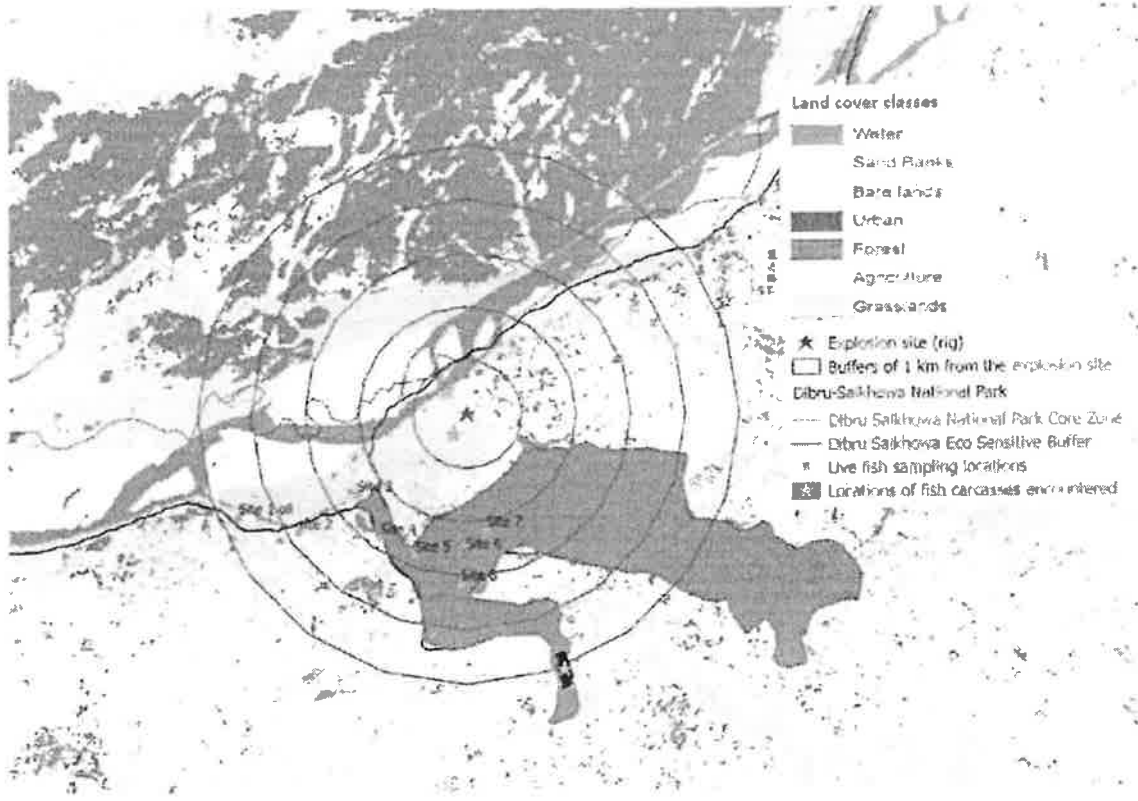 Land cover classes
Water
Sand Banks
Bare lands
Urban
Forest
Agriculture
Grasslands
Explosion site (rig)
Buffers of 1 km from the explosion site
Dibru-Saikhowa National Park
Dibru Saikhowa National Park Core Zone
Dibru Saikhowa Eco Sensitive Buffer
Live fish sampling locations
Locations of fish carcasses encountered
Site 1
Site 2
Site 3
Site 4
Site 7
Site 5
Site 6